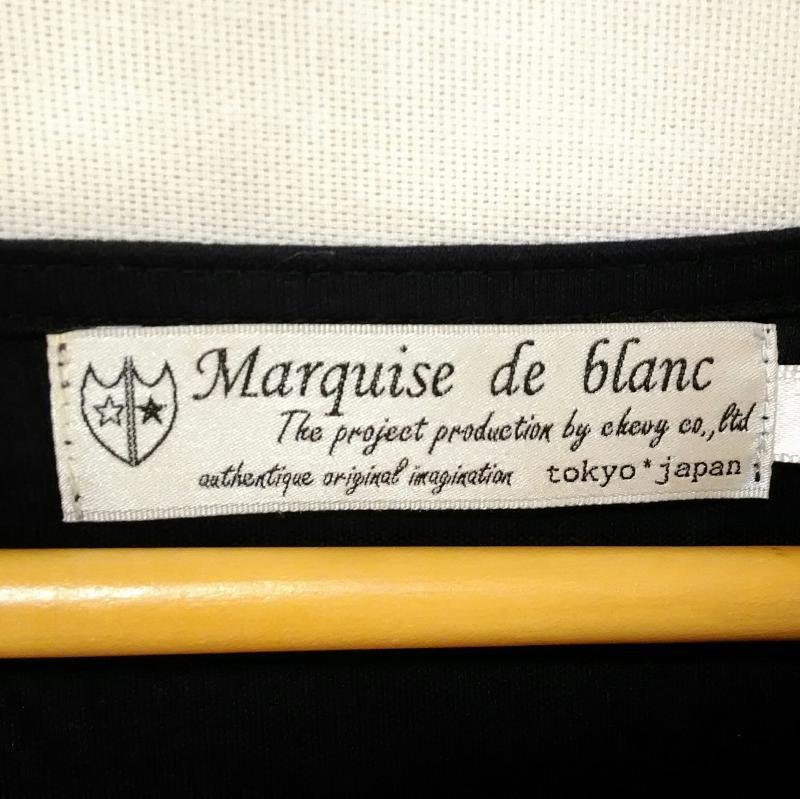 Marquise de blanc
The project production by chevy co.,ltd
authentique original imagination tokyo*japan